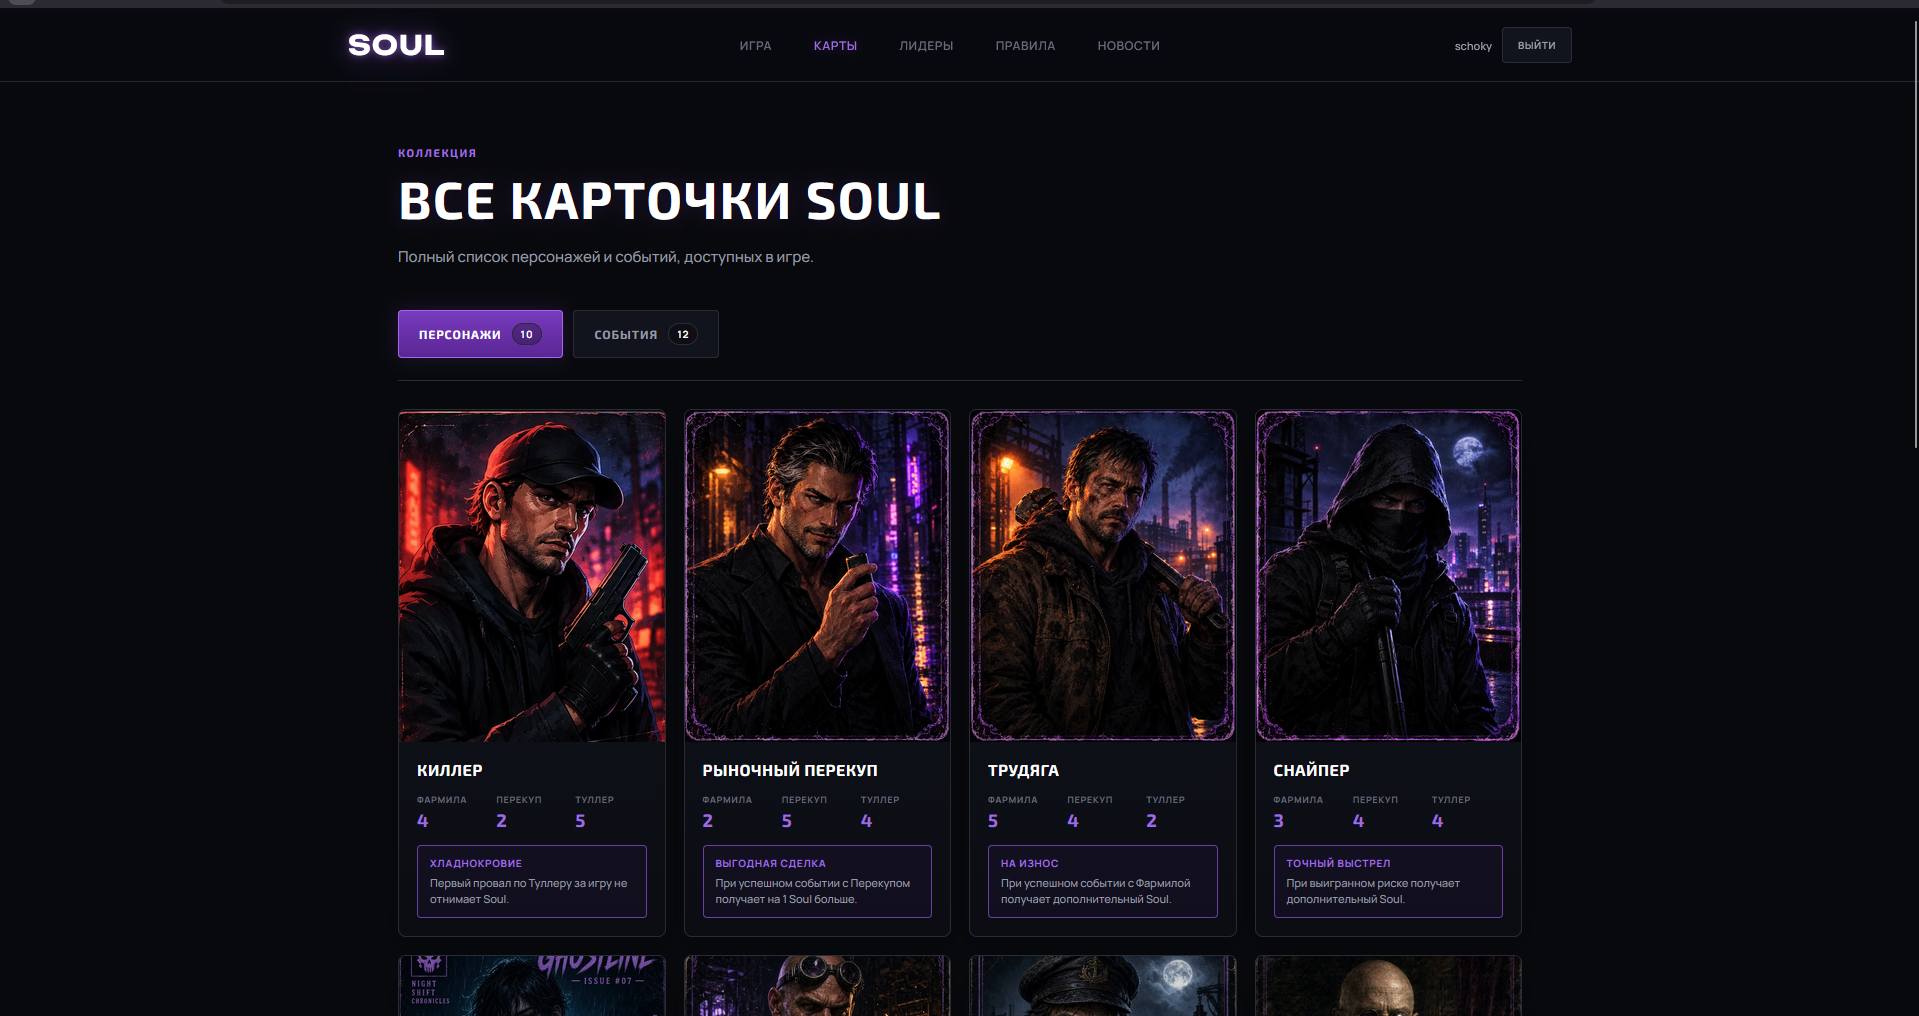 SOUL
ИГРА
КАРТЫ
ЛИДЕРЫ
ПРАВИЛА
НОВОСТИ
schoky
ВЫЙТИ
КОЛЛЕКЦИЯ
ВСЕ КАРТОЧКИ SOUL
Полный список персонажей и событий, доступных в игре.
ПЕРСОНАЖИ 10
СОБЫТИЯ 12
КИЛЛЕР
ФАРМИЛА ПЕРЕКУП ТУЛЛЕР
4 2 5
ХЛАДНОКРОВИЕ
Первый провал по Туллеру за игру не
отнимает Soul.
РЫНОЧНЫЙ ПЕРЕКУП
ФАРМИЛА ПЕРЕКУП ТУЛЛЕР
2 5 4
ВЫГОДНАЯ СДЕЛКА
При успешном событии с Перекупом
получает на 1 Soul больше.
ТРУДЯГА
ФАРМИЛА ПЕРЕКУП ТУЛЛЕР
5 4 2
НА ИЗНОС
При успешном событии с Фармилой
получает дополнительный Soul.
СНАЙПЕР
ФАРМИЛА ПЕРЕКУП ТУЛЛЕР
3 4 4
ТОЧНЫЙ ВЫСТРЕЛ
При выигранном риске получает
дополнительный Soul.
GHOSTLINE
— ISSUE #07 —
NIGHT
SHIFT
CHRONICLES